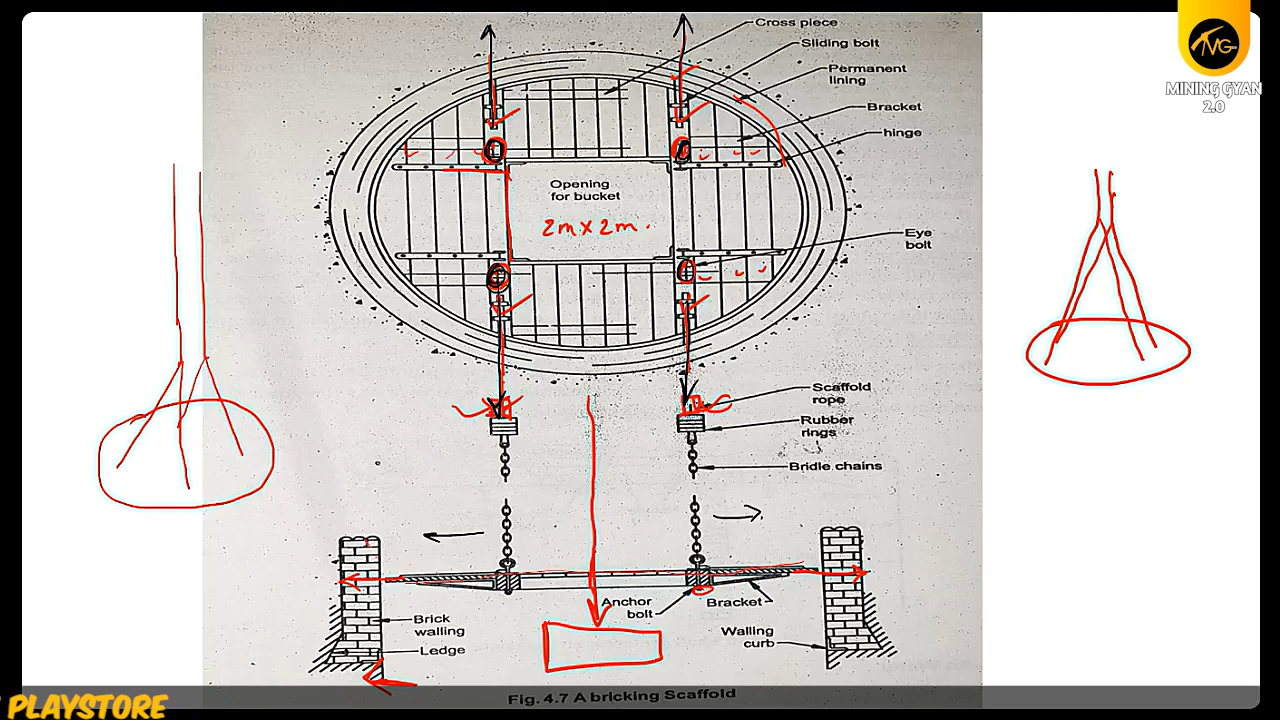 Cross piece
Sliding bolt
Permanent
lining
Bracket
hinge
Opening
for bucket
2m x 2m.
Eye
bolt
Scaffold
rope
Rubber
rings
Bridle chains
Anchor
bolt
Bracket
Brick
walling
Ledge
Walling
curb
Fig. 4.7 A bricking Scaffold
PLAYSTORE
MG
MINING GYAN
2.0